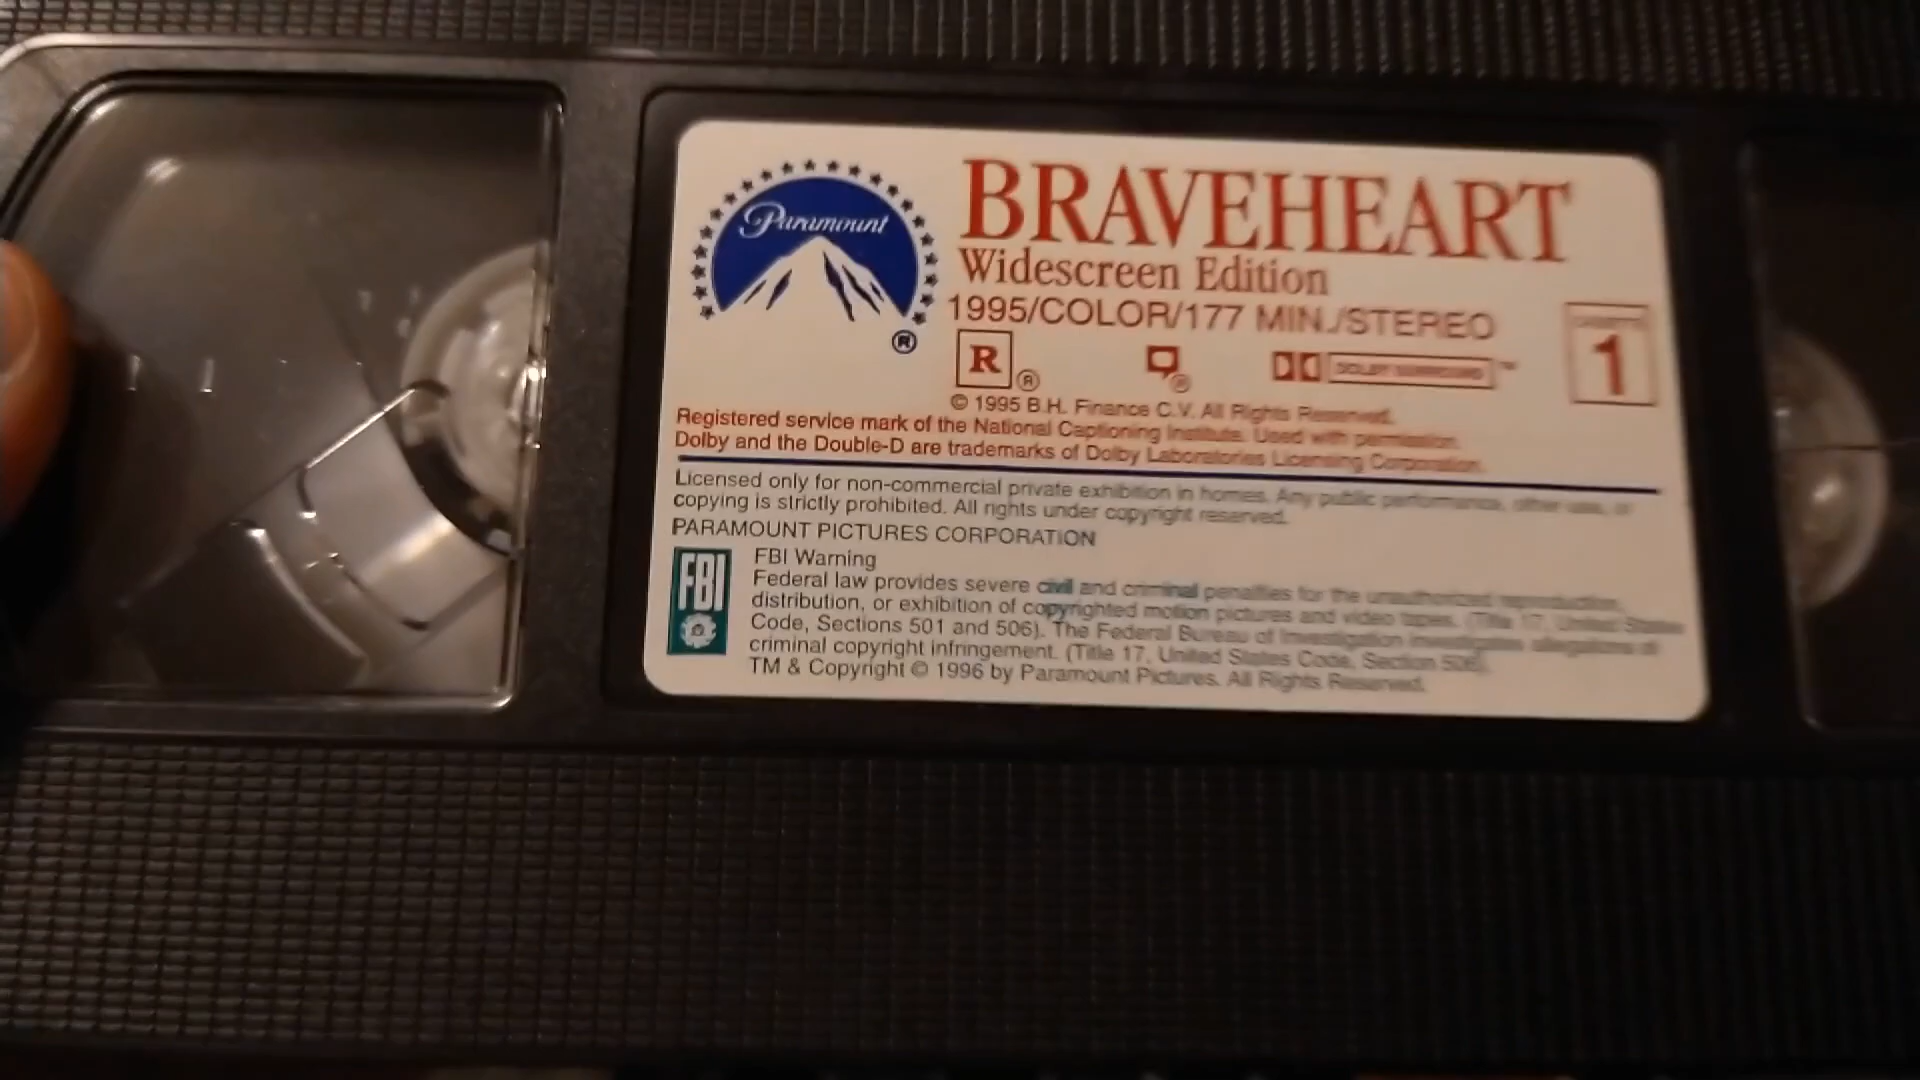 Paramount
®
BRAVEHEART
Widescreen Edition
1995/COLOR/177 MIN./STEREO
R ®
DOLBY SURROUND ™
1
© 1995 B.H. Finance C.V. All Rights Reserved.
Registered service mark of the National Captioning Institute. Used with permission.
Dolby and the Double-D are trademarks of Dolby Laboratories Licensing Corporation.
Licensed only for non-commercial private exhibition in homes. Any public performance, other use, or
copying is strictly prohibited. All rights under copyright reserved.
PARAMOUNT PICTURES CORPORATION
FBI
FBI Warning
Federal law provides severe civil and criminal penalties for the unauthorized reproduction,
distribution, or exhibition of copyrighted motion pictures and video tapes. (Title 17, United States
Code, Sections 501 and 506). The Federal Bureau of Investigation investigates allegations of
criminal copyright infringement. (Title 17, United States Code, Section 506).
TM & Copyright © 1996 by Paramount Pictures. All Rights Reserved.